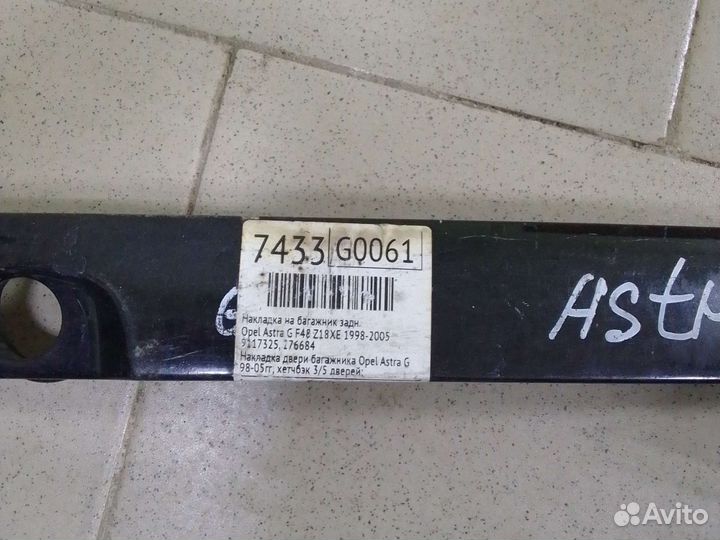 7433 G0061
Накладка на багажник задн.
Opel Astra G F48 Z18XE 1998-2005
9117325, 176684
Накладка двери багажника Opel Astra G
98-05гг, хетчбэк 3/5 дверей;
Astr
Avito